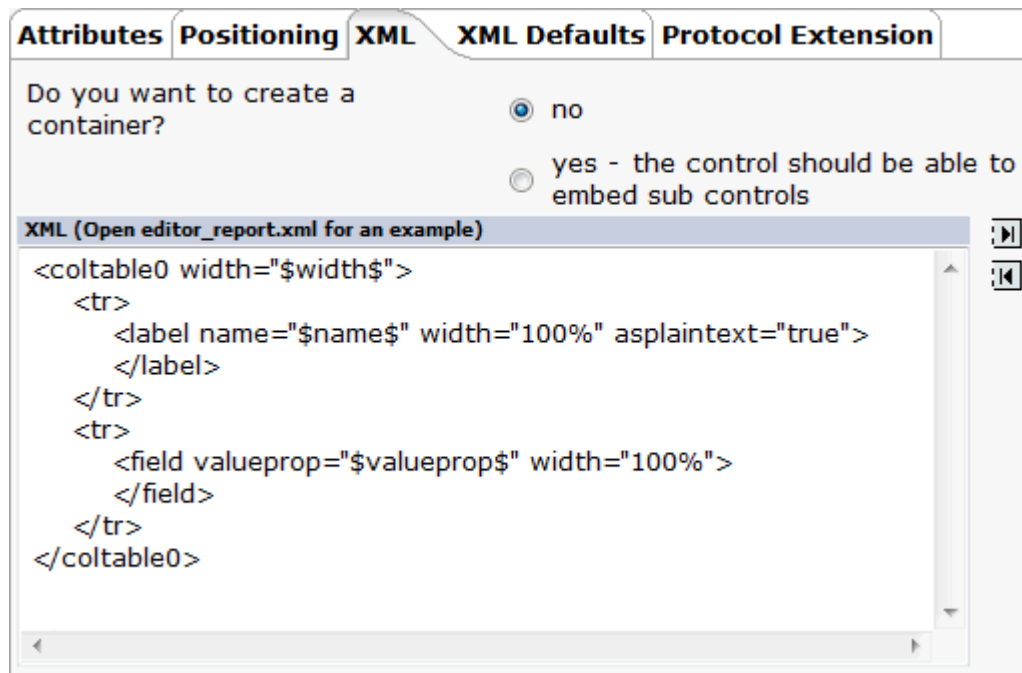 Attributes Positioning XML XML Defaults Protocol Extension
Do you want to create a
container?
no
yes - the control should be able to
embed sub controls
XML (Open editor_report.xml for an example)
<coltable0 width="$width$">
<tr>
<label name="$name$" width="100%" asplaintext="true">
</label>
</tr>
<tr>
<field valueprop="$valueprop$" width="100%">
</field>
</tr>
</coltable0>